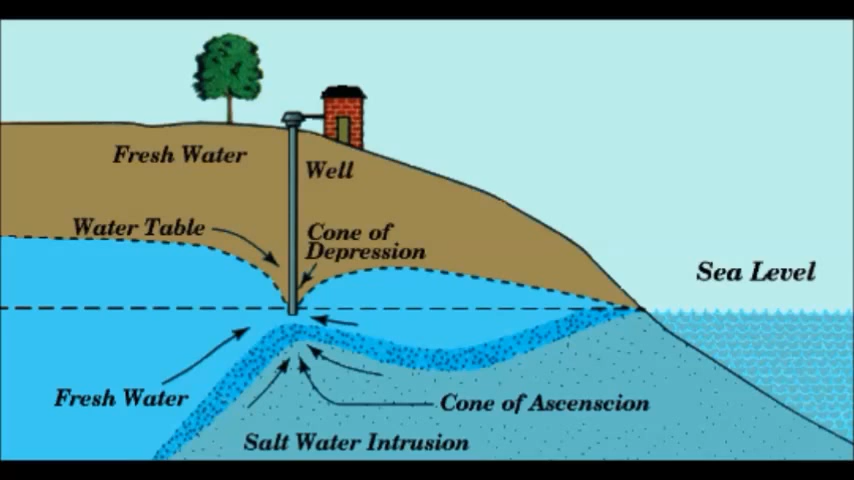 Fresh Water
Well
Water Table
Cone of
Depression
Sea Level
Fresh Water
Cone of Ascenscion
Salt Water Intrusion